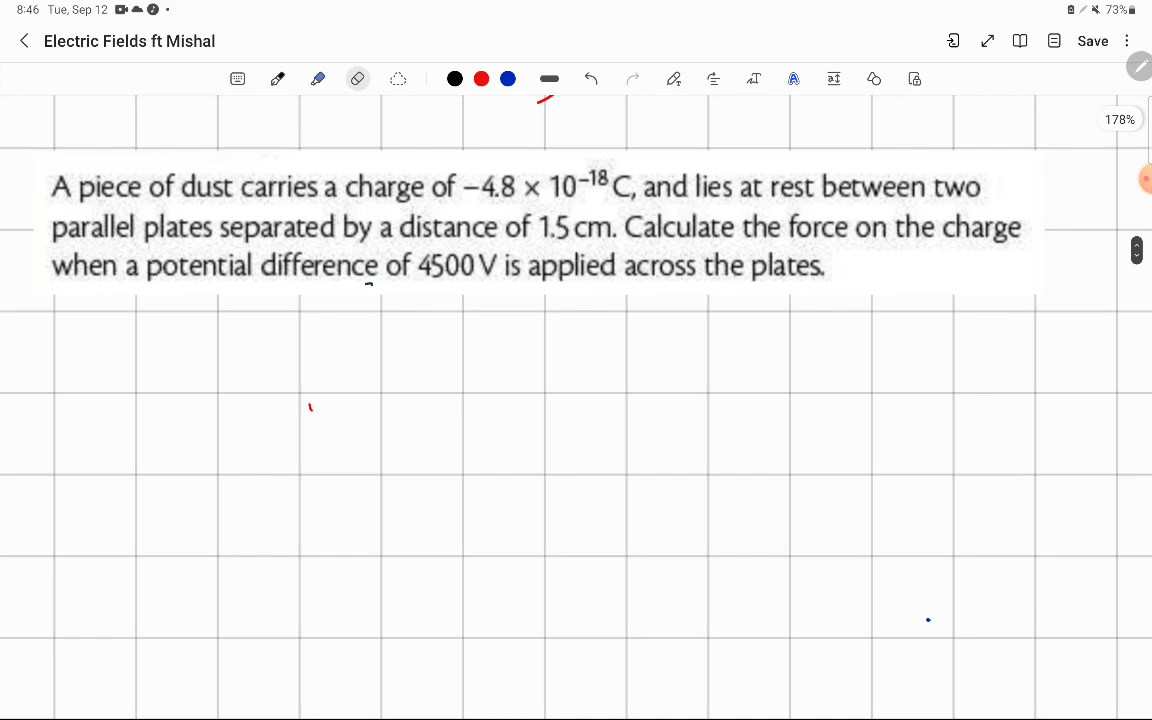 8:46 Tue, Sep 12
73%
Electric Fields ft Mishal
Save
178%
A piece of dust carries a charge of −4.8 × 10⁻¹⁸ C, and lies at rest between two
parallel plates separated by a distance of 1.5 cm. Calculate the force on the charge
when a potential difference of 4500 V is applied across the plates.